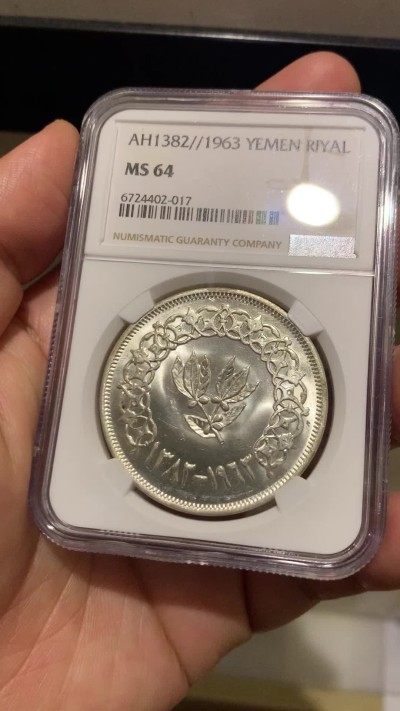 AH1382//1963 YEMEN RIYAL
MS 64
6724402-017
NUMISMATIC GUARANTY COMPANY
١٣٨٢-١٩٦٣